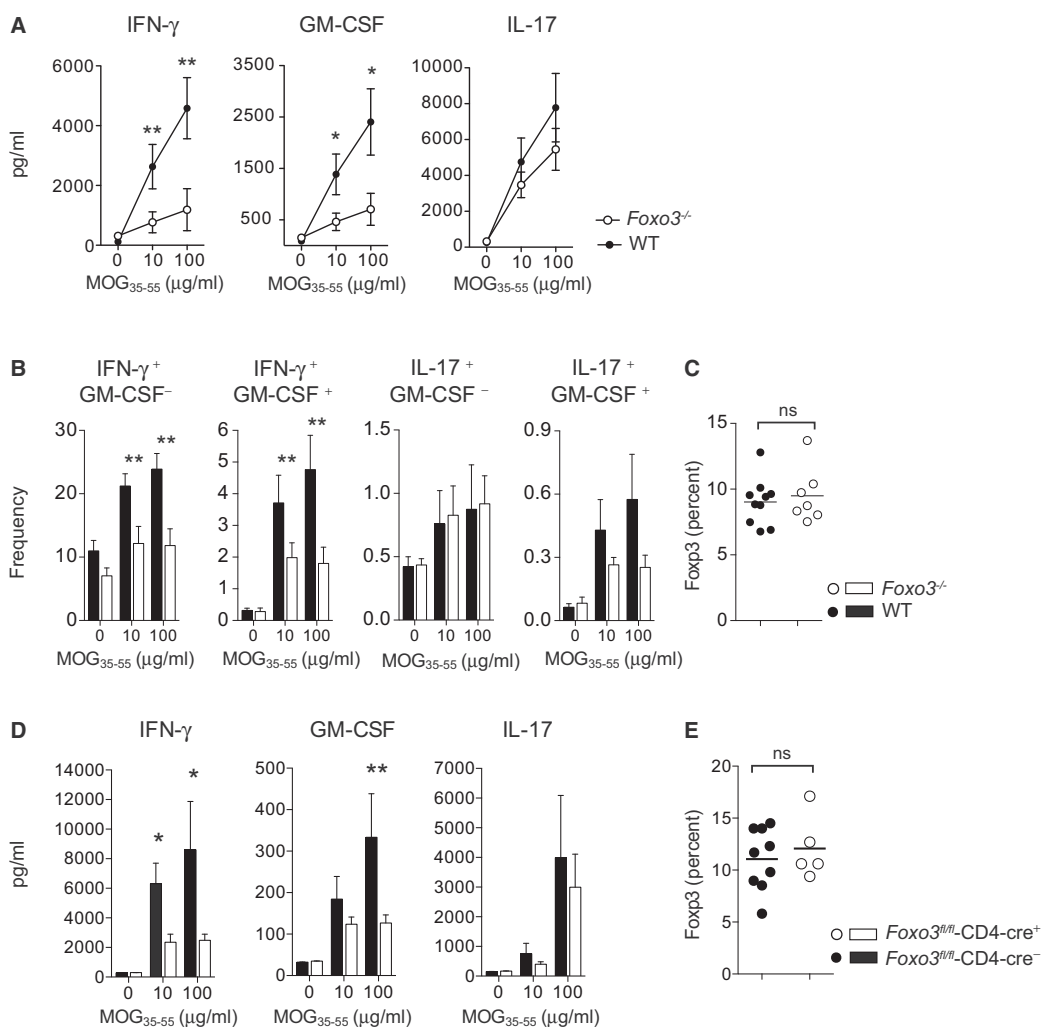 A
IFN-γ
GM-CSF
IL-17
pg/ml
6000
4000
2000
0
** **
0 10 100
MOG35-55 (μg/ml)
3500
2500
1500
500
* *
0 10 100
MOG35-55 (μg/ml)
10000
8000
6000
4000
2000
0
0 10 100
MOG35-55 (μg/ml)
Foxo3-/-
WT
B
IFN-γ +
GM-CSF–
IFN-γ +
GM-CSF +
IL-17 +
GM-CSF –
IL-17 +
GM-CSF +
Frequency
30
20
10
0
** **
0 10 100
MOG35-55 (μg/ml)
6
5
4
3
2
1
0
** **
0 10 100
MOG35-55 (μg/ml)
1.5
1.0
0.5
0.0
0 10 100
MOG35-55 (μg/ml)
0.9
0.6
0.3
0.0
0 10 100
MOG35-55 (μg/ml)
C
ns
Foxp3 (percent)
15
10
5
0
Foxo3-/-
WT
D
IFN-γ
GM-CSF
IL-17
pg/ml
14000
12000
10000
8000
6000
4000
2000
0
* *
0 10 100
MOG35-55 (μg/ml)
500
400
300
200
100
0
**
0 10 100
MOG35-55 (μg/ml)
7000
6000
5000
4000
3000
2000
1000
0
0 10 100
MOG35-55 (μg/ml)
E
ns
Foxp3 (percent)
20
15
10
5
0
Foxo3fl/fl-CD4-cre+
Foxo3fl/fl-CD4-cre–